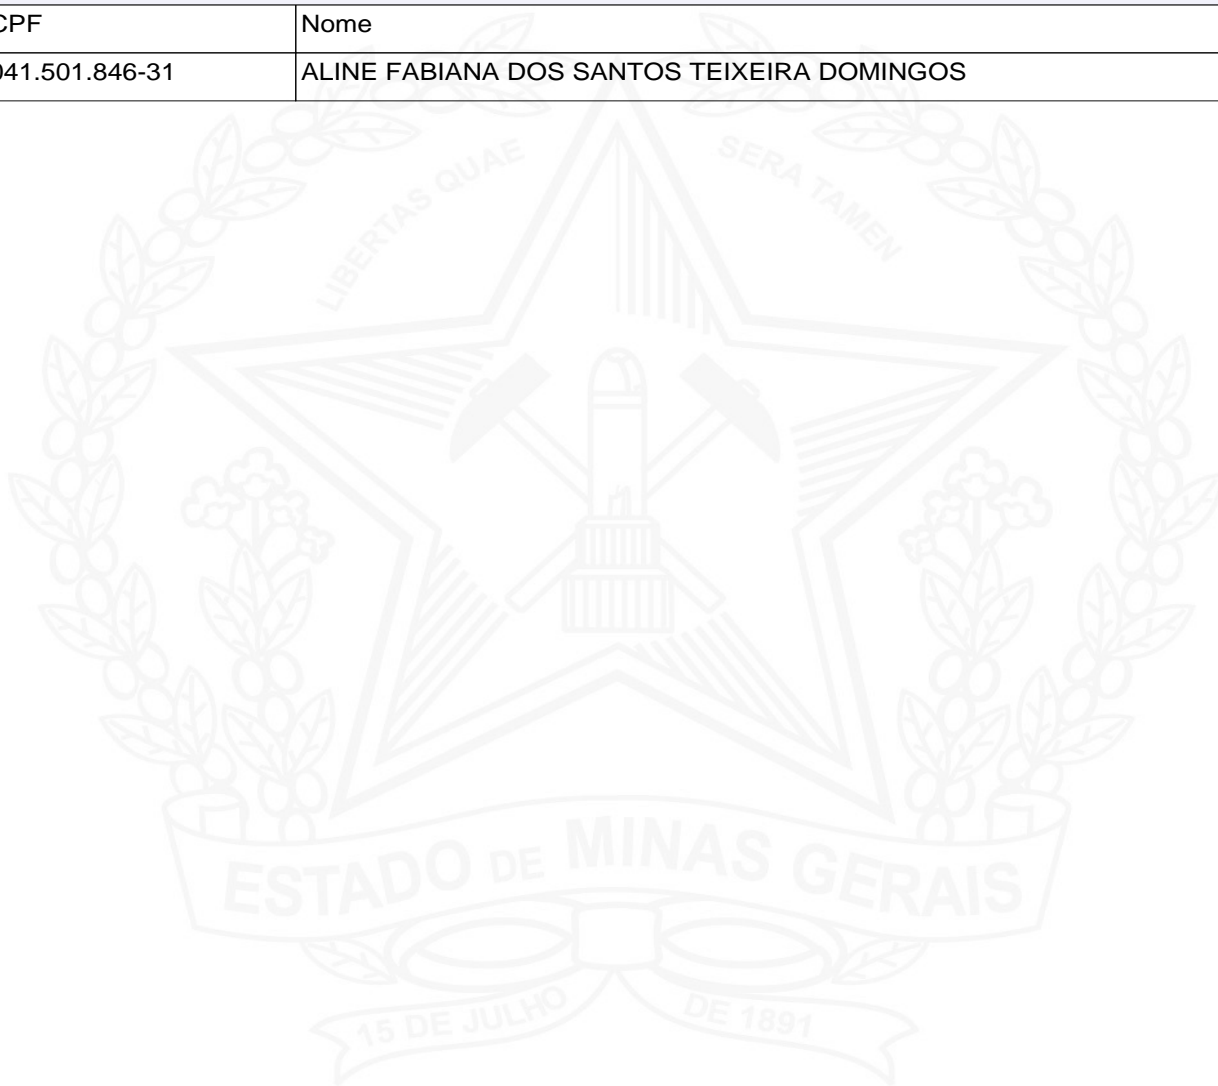 CPF Nome
041.501.846-31 ALINE FABIANA DOS SANTOS TEIXEIRA DOMINGOS
LIBERTAS QUAE SERA TAMEN
ESTADO DE MINAS GERAIS
15 DE JULHO DE 1891